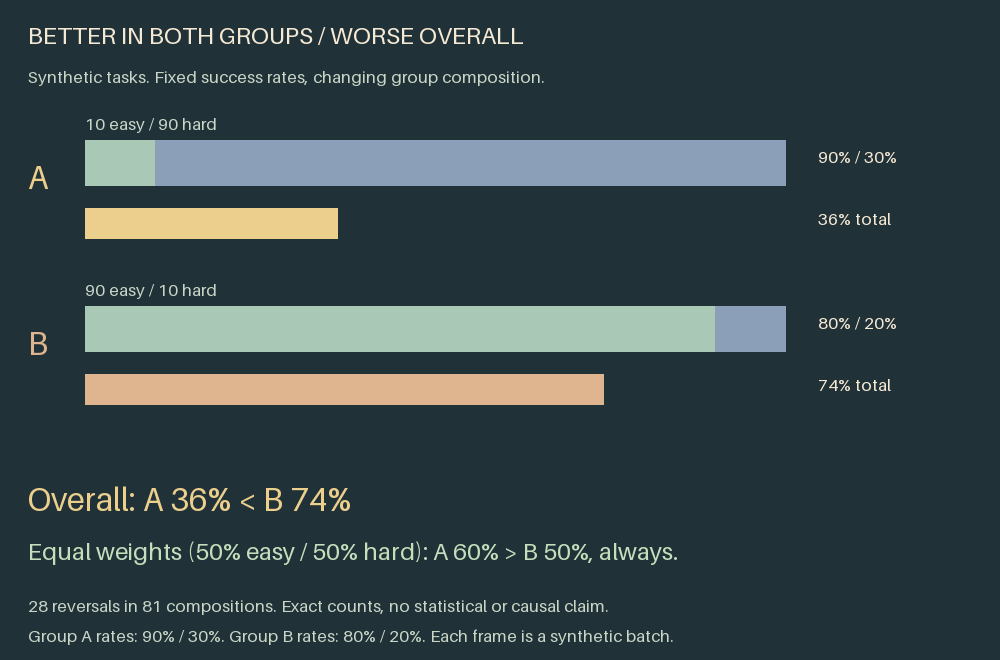 BETTER IN BOTH GROUPS / WORSE OVERALL
Synthetic tasks. Fixed success rates, changing group composition.
10 easy / 90 hard
A
90% / 30%
36% total
90 easy / 10 hard
B
80% / 20%
74% total
Overall: A 36% < B 74%
Equal weights (50% easy / 50% hard): A 60% > B 50%, always.
28 reversals in 81 compositions. Exact counts, no statistical or causal claim.
Group A rates: 90% / 30%. Group B rates: 80% / 20%. Each frame is a synthetic batch.